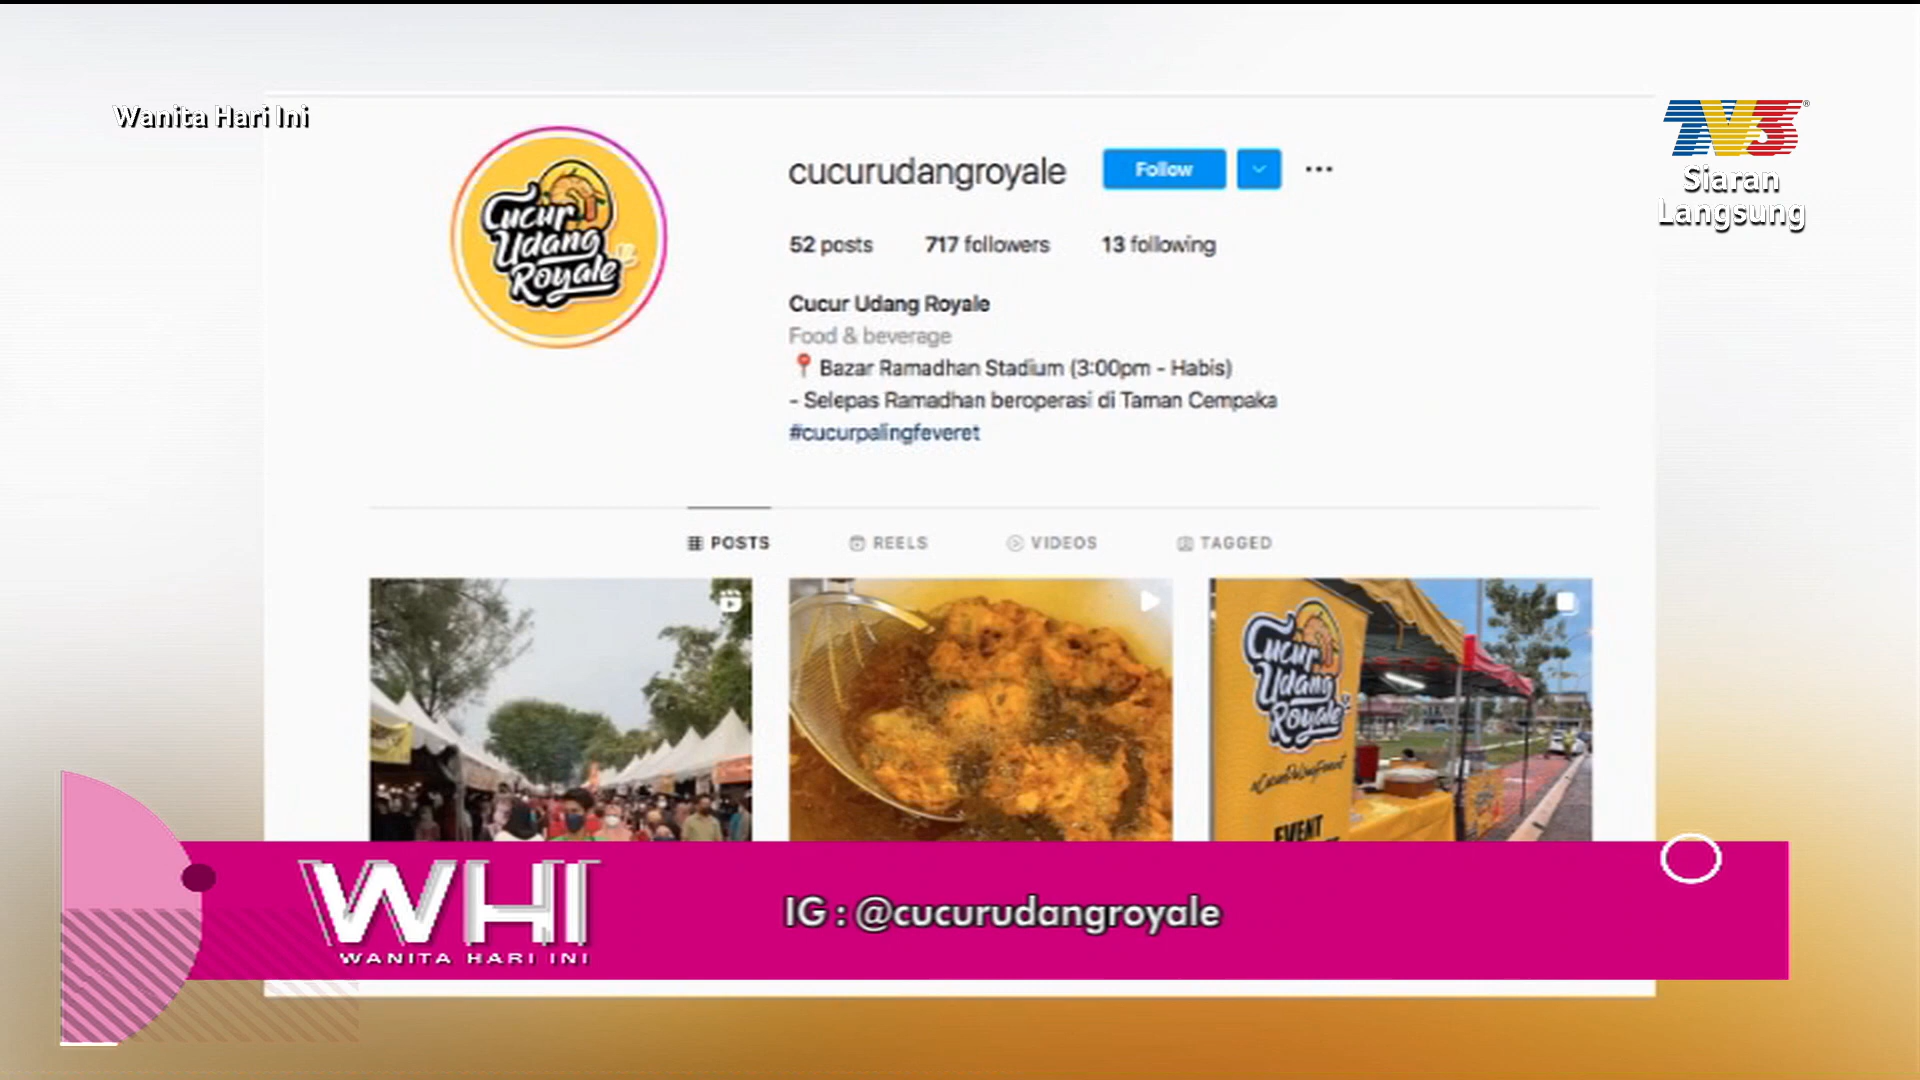 Wanita Hari Ini
TV3
Siaran
Langsung
Cucur
Udang
Royale
cucurudangroyale
Follow
52 posts 717 followers 13 following
Cucur Udang Royale
Food & beverage
📍 Bazar Ramadhan Stadium (3:00pm - Habis)
- Selepas Ramadhan beroperasi di Taman Cempaka
#cucurpalingfeveret
POSTS REELS VIDEOS TAGGED
Cucur
Udang
Royale
EVENT
WHI
WANITA HARI INI
IG : @cucurudangroyale